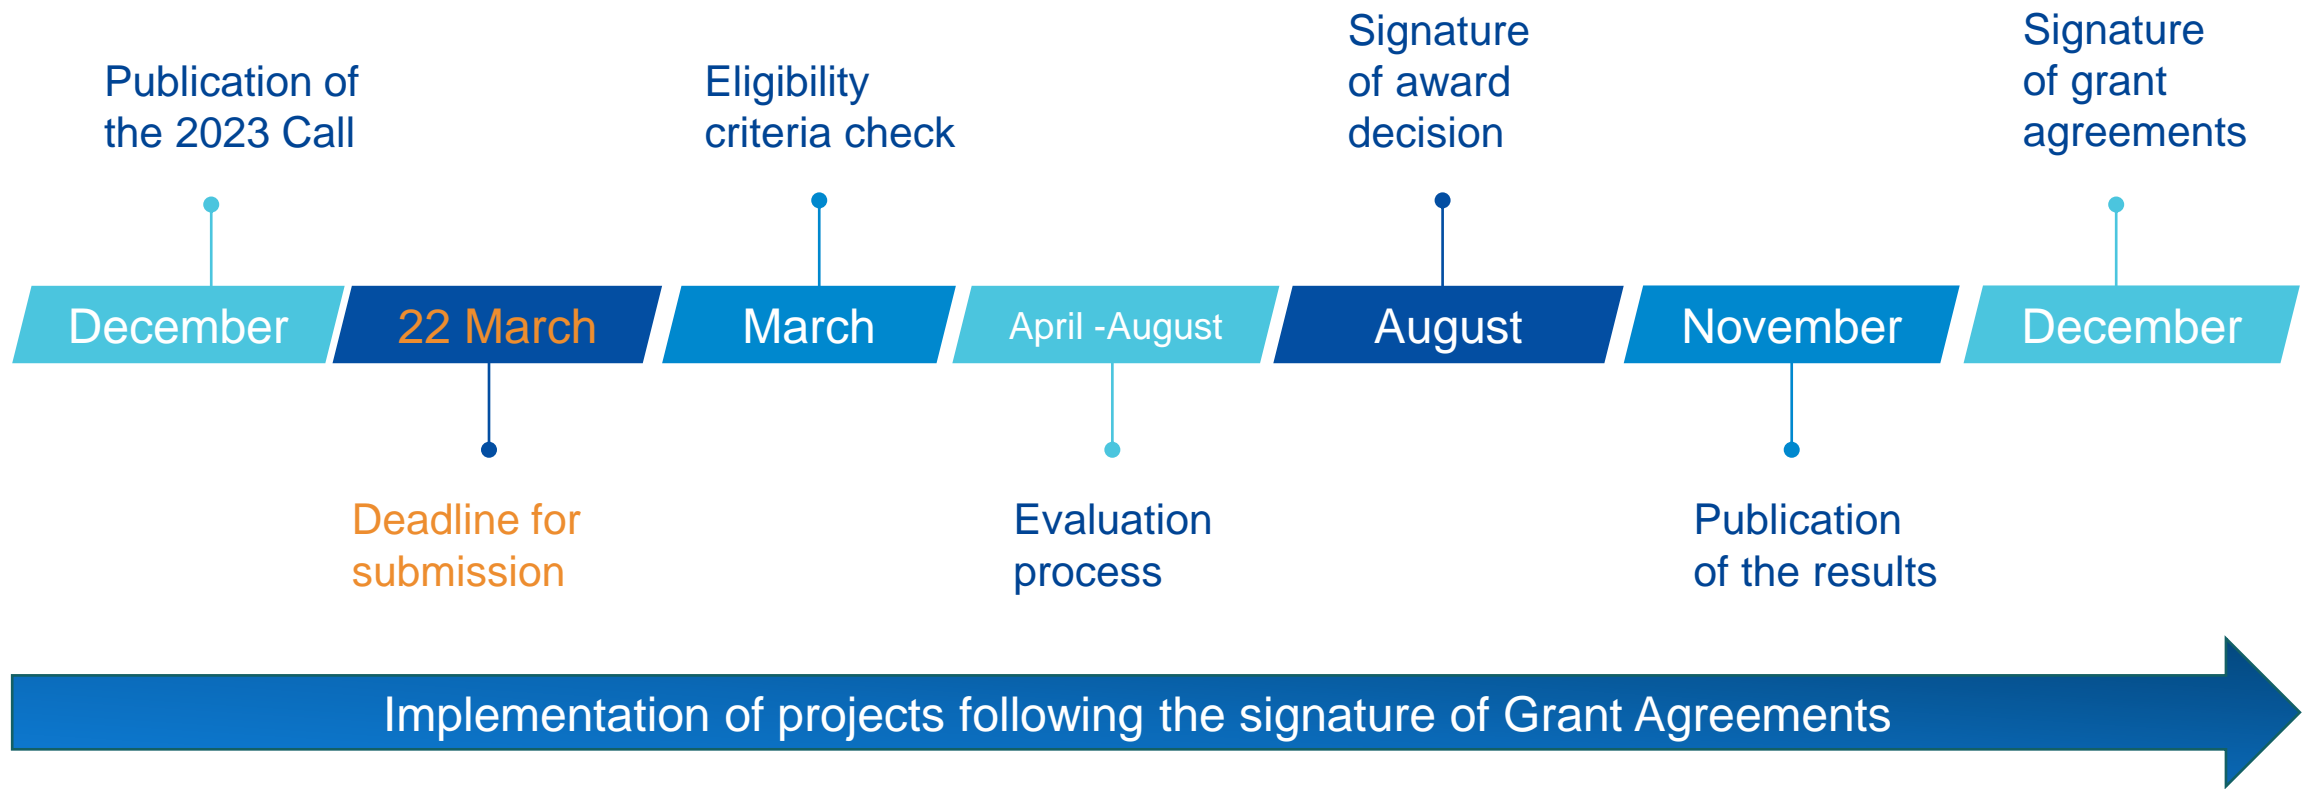 Publication of
the 2023 Call
Eligibility
criteria check
Signature
of award
decision
Signature
of grant
agreements
December
22 March
March
April -August
August
November
December
Deadline for
submission
Evaluation
process
Publication
of the results
Implementation of projects following the signature of Grant Agreements